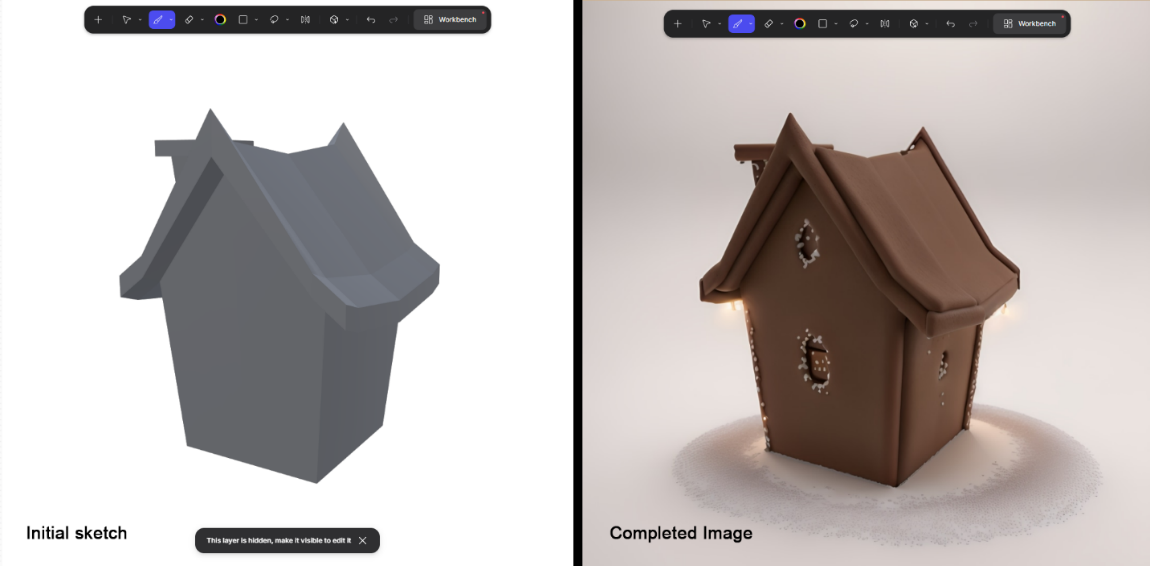 Workbench
Workbench
Initial sketch
This layer is hidden, make it visible to edit it
Completed Image